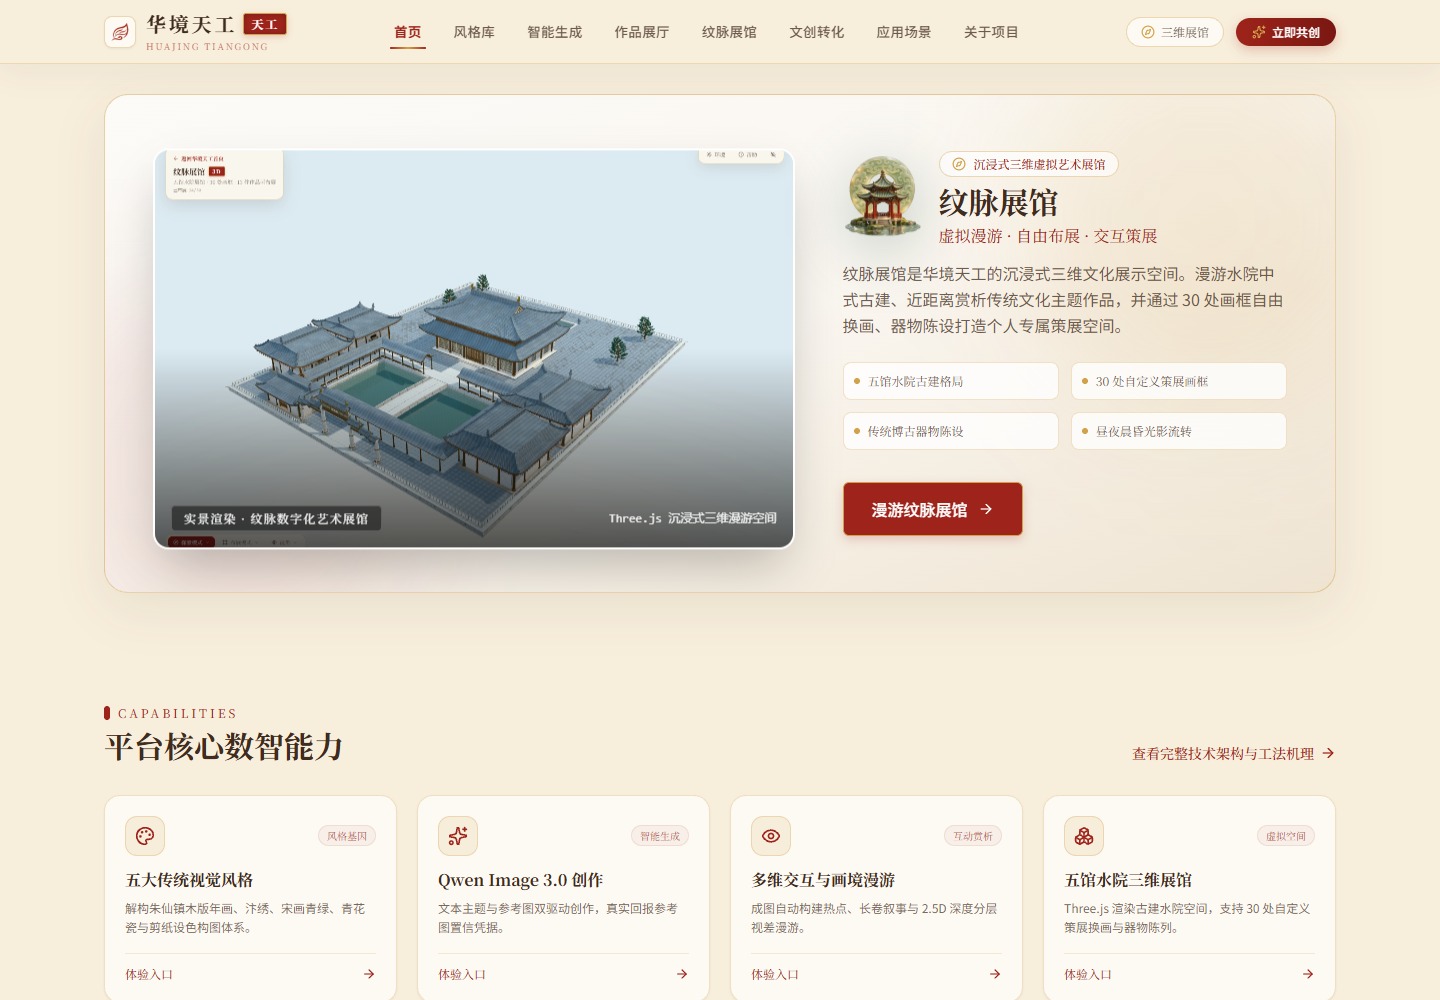 华境天工 天工
HUAJING TIANGONG
首页 风格库 智能生成 作品展厅 纹脉展馆 文创转化 应用场景 关于项目
三维展馆 立即共创
纹脉展馆 3D
实景渲染 · 纹脉数字化艺术展馆
Three.js 沉浸式三维漫游空间
沉浸式三维虚拟艺术展馆
纹脉展馆
虚拟漫游 · 自由布展 · 交互策展
纹脉展馆是华境天工的沉浸式三维文化展示空间。漫游水院中
式古建、近距离赏析传统文化主题作品，并通过 30 处画框自由
换画、器物陈设打造个人专属策展空间。
五馆水院古建格局
30 处自定义策展画框
传统博古器物陈设
昼夜晨昏光影流转
漫游纹脉展馆
CAPABILITIES
平台核心数智能力
查看完整技术架构与工法机理
风格基因
五大传统视觉风格
解构朱仙镇木版年画、汴绣、宋画青绿、青花
瓷与剪纸设色构图体系。
体验入口
智能生成
Qwen Image 3.0 创作
文本主题与参考图双驱动创作，真实回报参考
图置信凭据。
体验入口
互动赏析
多维交互与画境漫游
成图自动构建热点、长卷叙事与 2.5D 深度分层
视差漫游。
体验入口
虚拟空间
五馆水院三维展馆
Three.js 渲染古建水院空间，支持 30 处自定义
策展换画与器物陈列。
体验入口